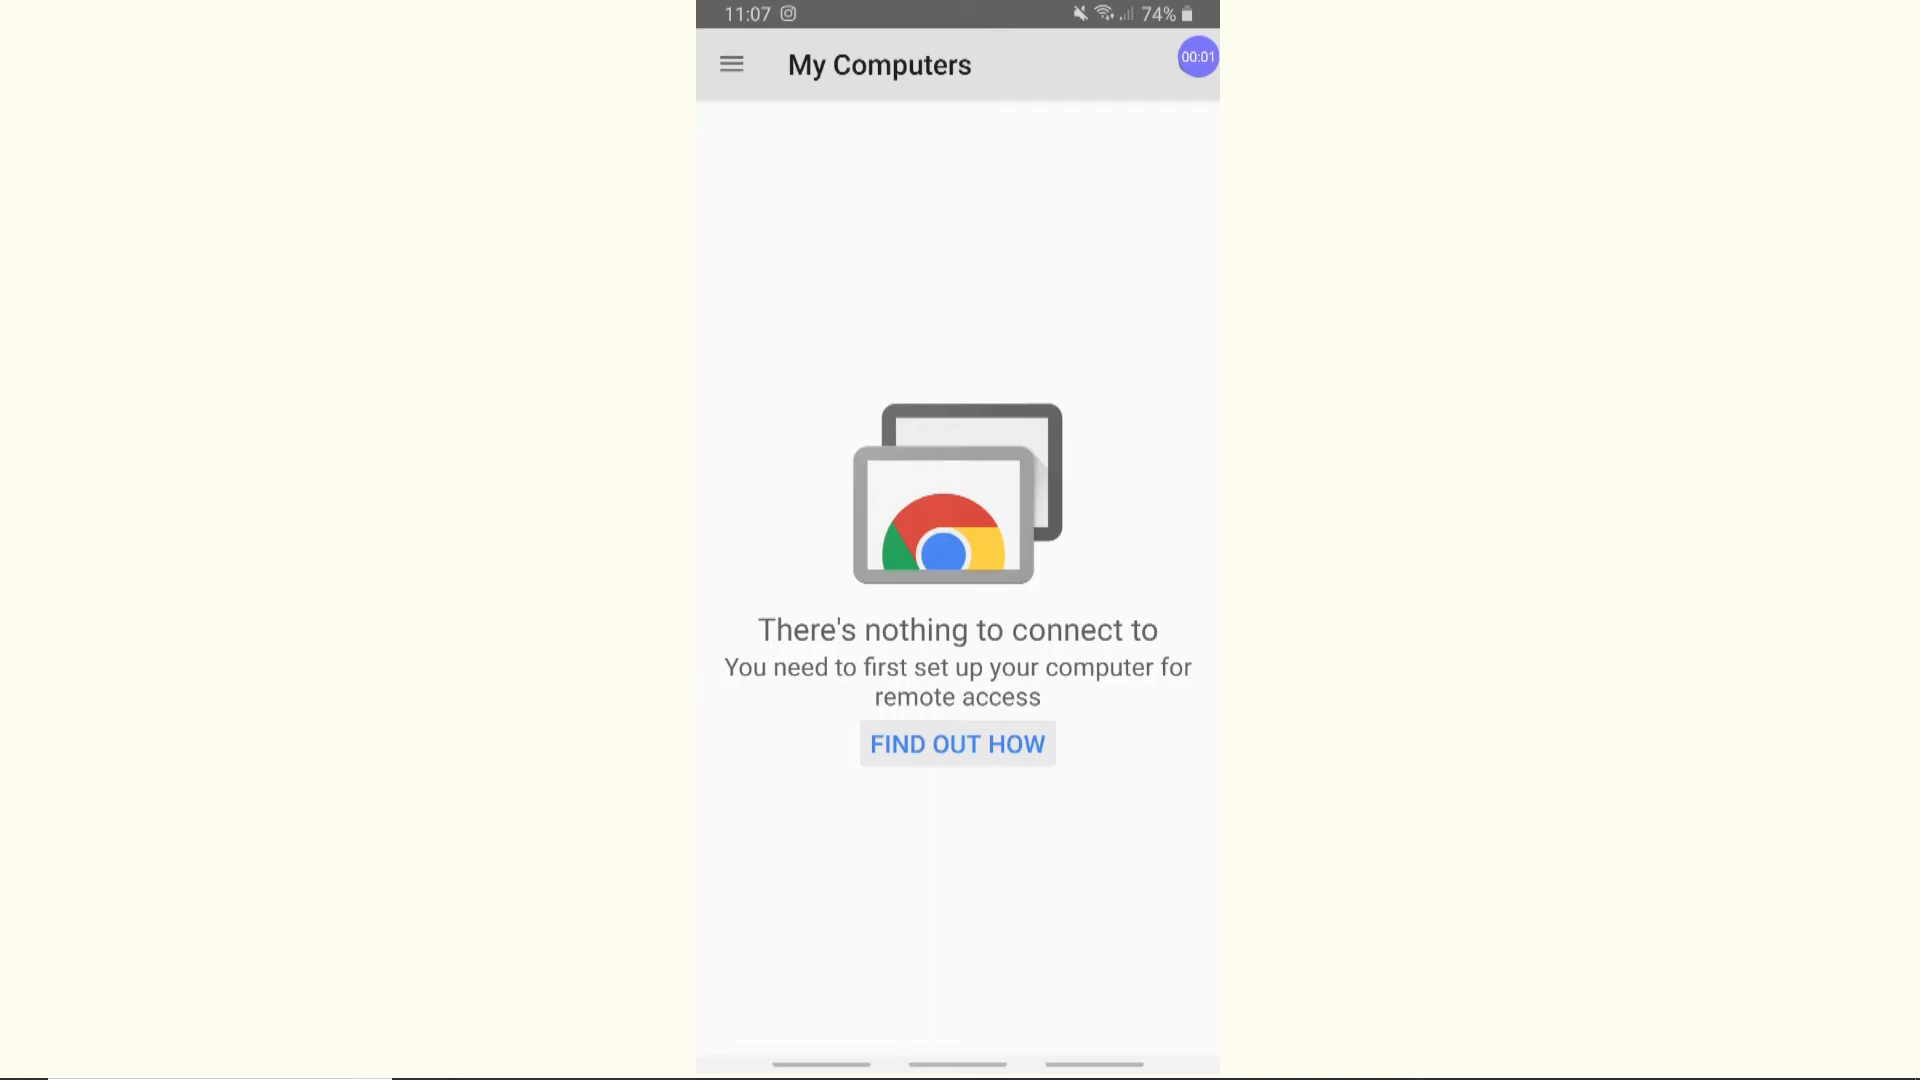 11:07 74%
My Computers
00:01
There's nothing to connect to
You need to first set up your computer for
remote access
FIND OUT HOW